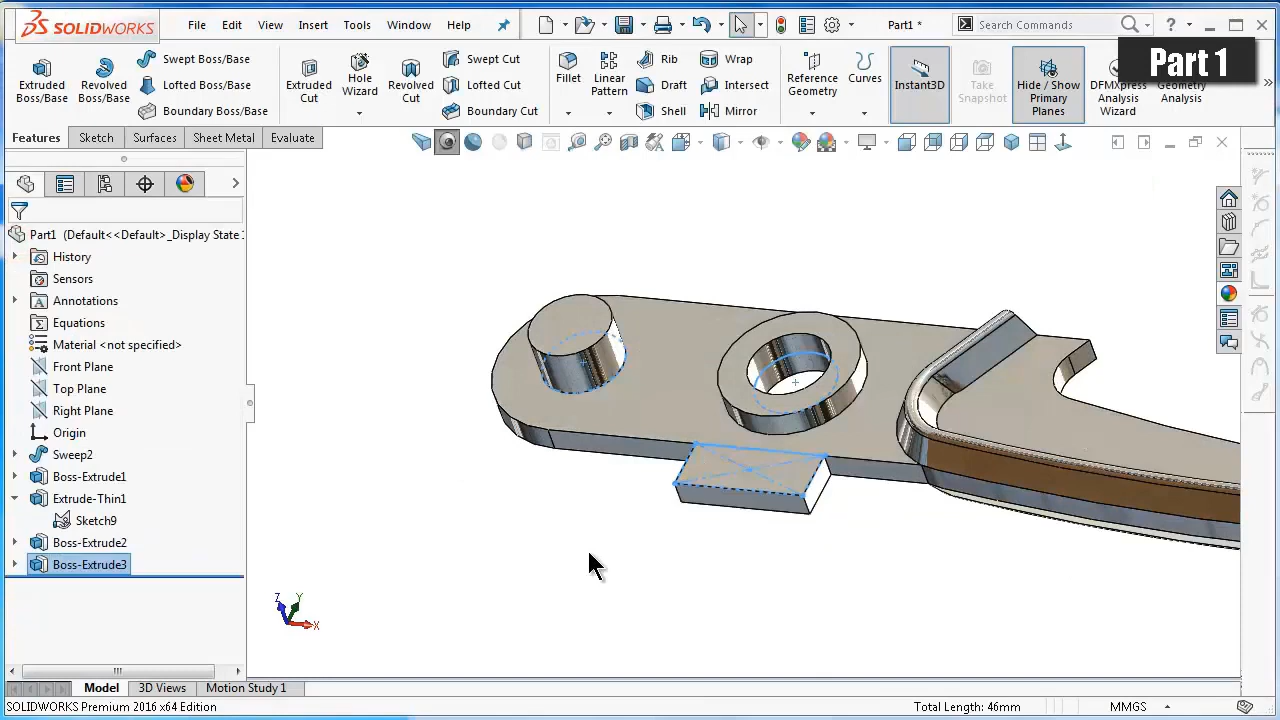 SOLIDWORKS
File Edit View Insert Tools Window Help
Part1 *
Search Commands
Part 1
Extruded Boss/Base
Revolved Boss/Base
Swept Boss/Base
Lofted Boss/Base
Boundary Boss/Base
Extruded Cut
Hole Wizard
Revolved Cut
Swept Cut
Lofted Cut
Boundary Cut
Fillet
Linear Pattern
Rib
Draft
Shell
Wrap
Intersect
Mirror
Reference Geometry
Curves
Instant3D
Take Snapshot
Hide / Show Primary Planes
DFMXpress Analysis Wizard
Geometry Analysis
Features Sketch Surfaces Sheet Metal Evaluate
Part1 (Default<<Default>_Display State
History
Sensors
Annotations
Equations
Material <not specified>
Front Plane
Top Plane
Right Plane
Origin
Sweep2
Boss-Extrude1
Extrude-Thin1
Sketch9
Boss-Extrude2
Boss-Extrude3
Z Y X
Model 3D Views Motion Study 1
SOLIDWORKS Premium 2016 x64 Edition
Total Length: 46mm
MMGS